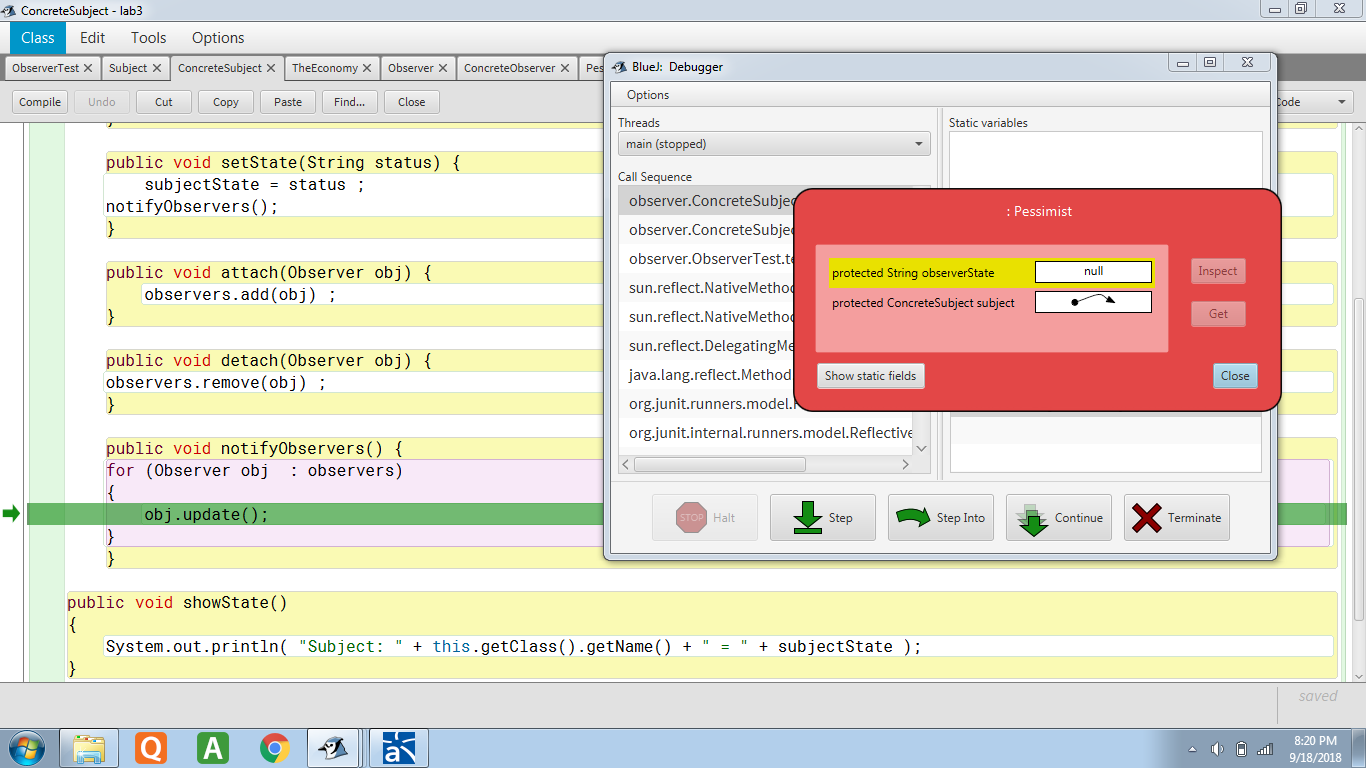 ConcreteSubject - lab3
Class Edit Tools Options
ObserverTest Subject ConcreteSubject TheEconomy Observer ConcreteObserver Pes
Compile Undo Cut Copy Paste Find... Close Code
public void setState(String status) {
subjectState = status ;
notifyObservers();
}
public void attach(Observer obj) {
observers.add(obj) ;
}
public void detach(Observer obj) {
observers.remove(obj) ;
}
public void notifyObservers() {
for (Observer obj  : observers)
{
obj.update();
}
}
public void showState()
{
System.out.println( "Subject: " + this.getClass().getName() + " = " + subjectState );
}
saved
BlueJ: Debugger
Options
Threads
main (stopped)
Call Sequence
observer.ConcreteSubjec
observer.ConcreteSubjec
observer.ObserverTest.te
sun.reflect.NativeMethod
sun.reflect.NativeMethod
sun.reflect.DelegatingMe
java.lang.reflect.Method
org.junit.runners.model.F
org.junit.internal.runners.model.Reflective
Static variables
: Pessimist
protected String observerState null
protected ConcreteSubject subject
Inspect
Get
Show static fields
Close
STOP Halt Step Step Into Continue Terminate
Q A
8:20 PM
9/18/2018